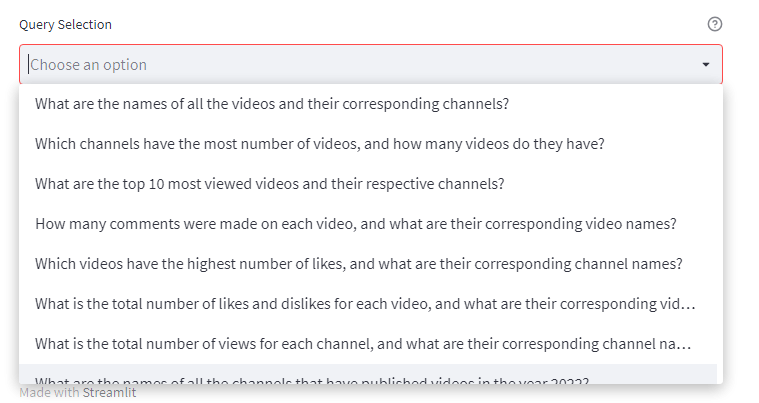 Query Selection
Choose an option
What are the names of all the videos and their corresponding channels?
Which channels have the most number of videos, and how many videos do they have?
What are the top 10 most viewed videos and their respective channels?
How many comments were made on each video, and what are their corresponding video names?
Which videos have the highest number of likes, and what are their corresponding channel names?
What is the total number of likes and dislikes for each video, and what are their corresponding vid...
What is the total number of views for each channel, and what are their corresponding channel na...
What are the names of all the channels that have published videos in the year 2022?
Made with Streamlit